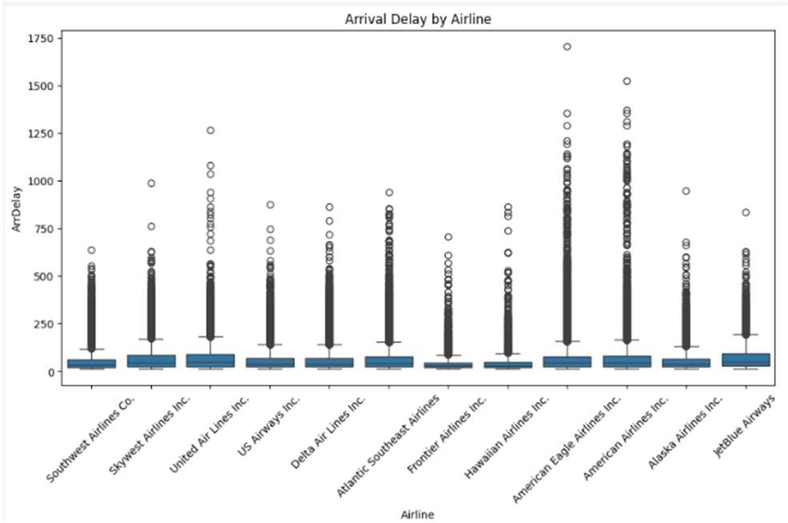 Arrival Delay by Airline
1750
1500
1250
1000
750
500
250
0
ArrDelay
Southwest Airlines Co.
Skywest Airlines Inc.
United Air Lines Inc.
US Airways Inc.
Delta Air Lines Inc.
Atlantic Southeast Airlines
Frontier Airlines Inc.
Hawaiian Airlines Inc.
American Eagle Airlines Inc.
American Airlines Inc.
Alaska Airlines Inc.
JetBlue Airways
Airline